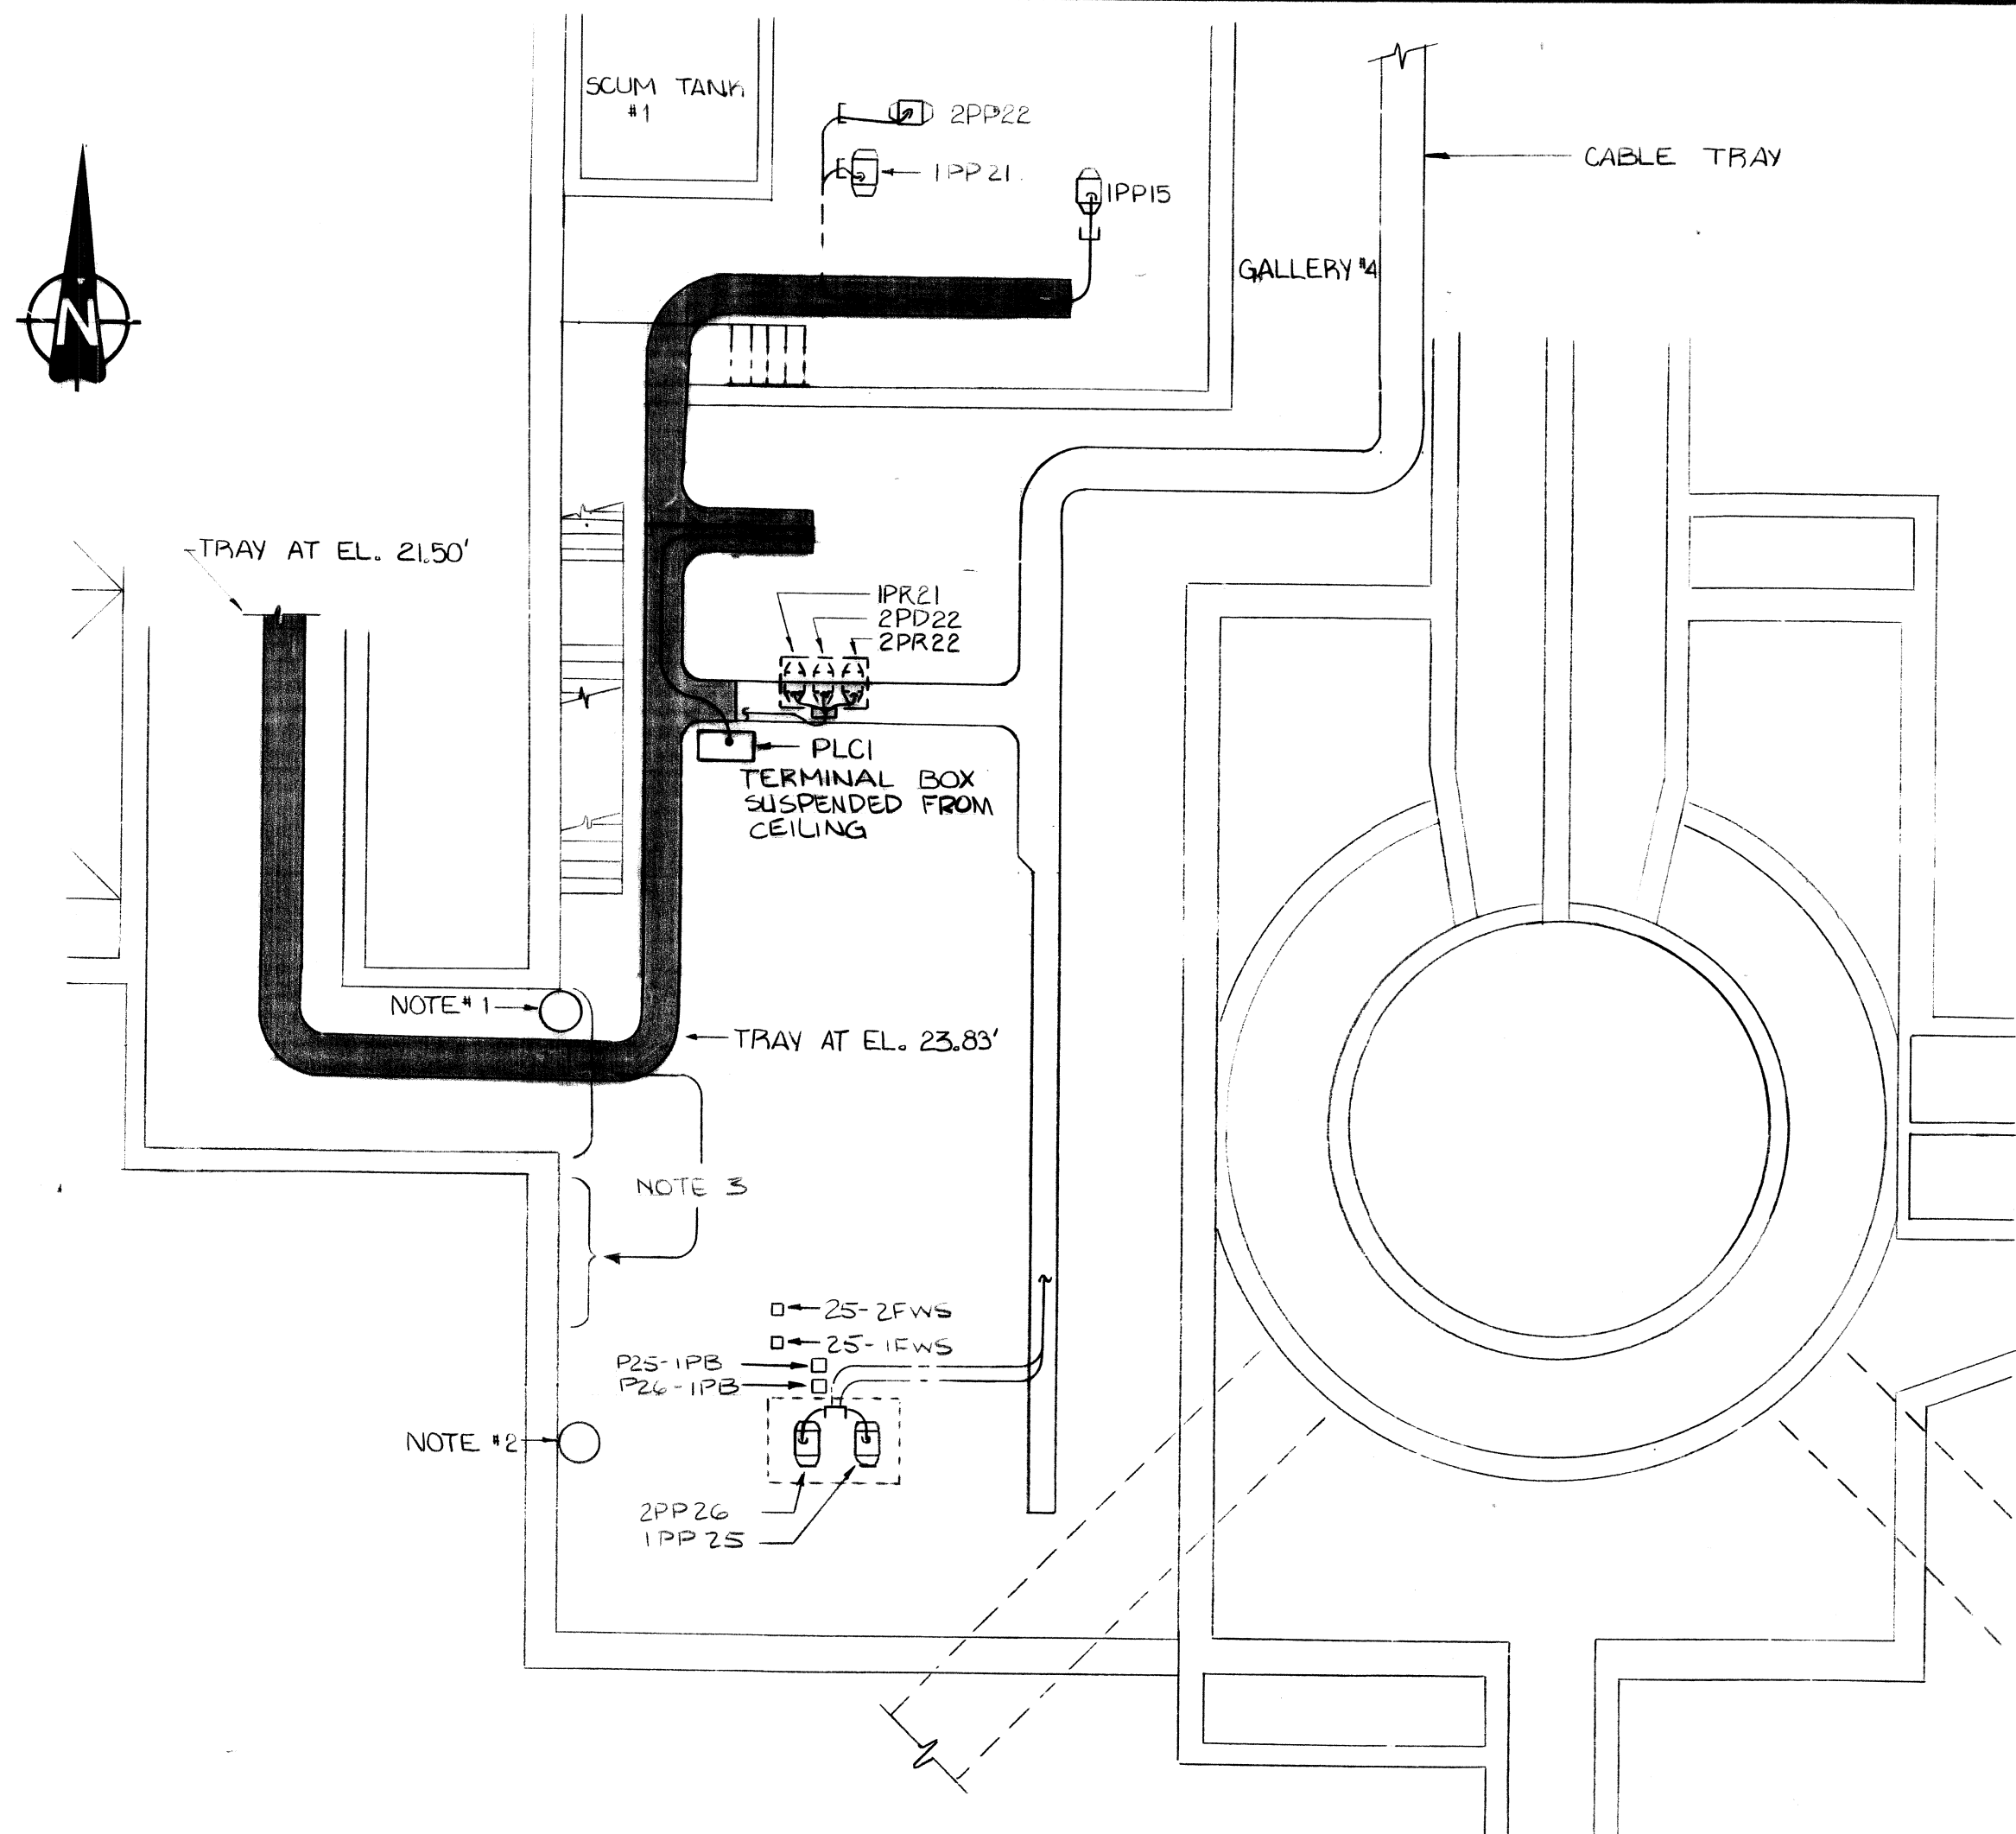 SCUM TANK
#1
2PP22
1PP21
1PP15
CABLE TRAY
GALLERY #4
N
TRAY AT EL. 21.50'
1PR21
2PD22
2PR22
PLC1
TERMINAL BOX
SUSPENDED FROM
CEILING
NOTE #1
TRAY AT EL. 23.83'
NOTE 3
25-2FWS
25-1FWS
P25-1PB
P26-1PB
NOTE #2
2PP26
1PP25